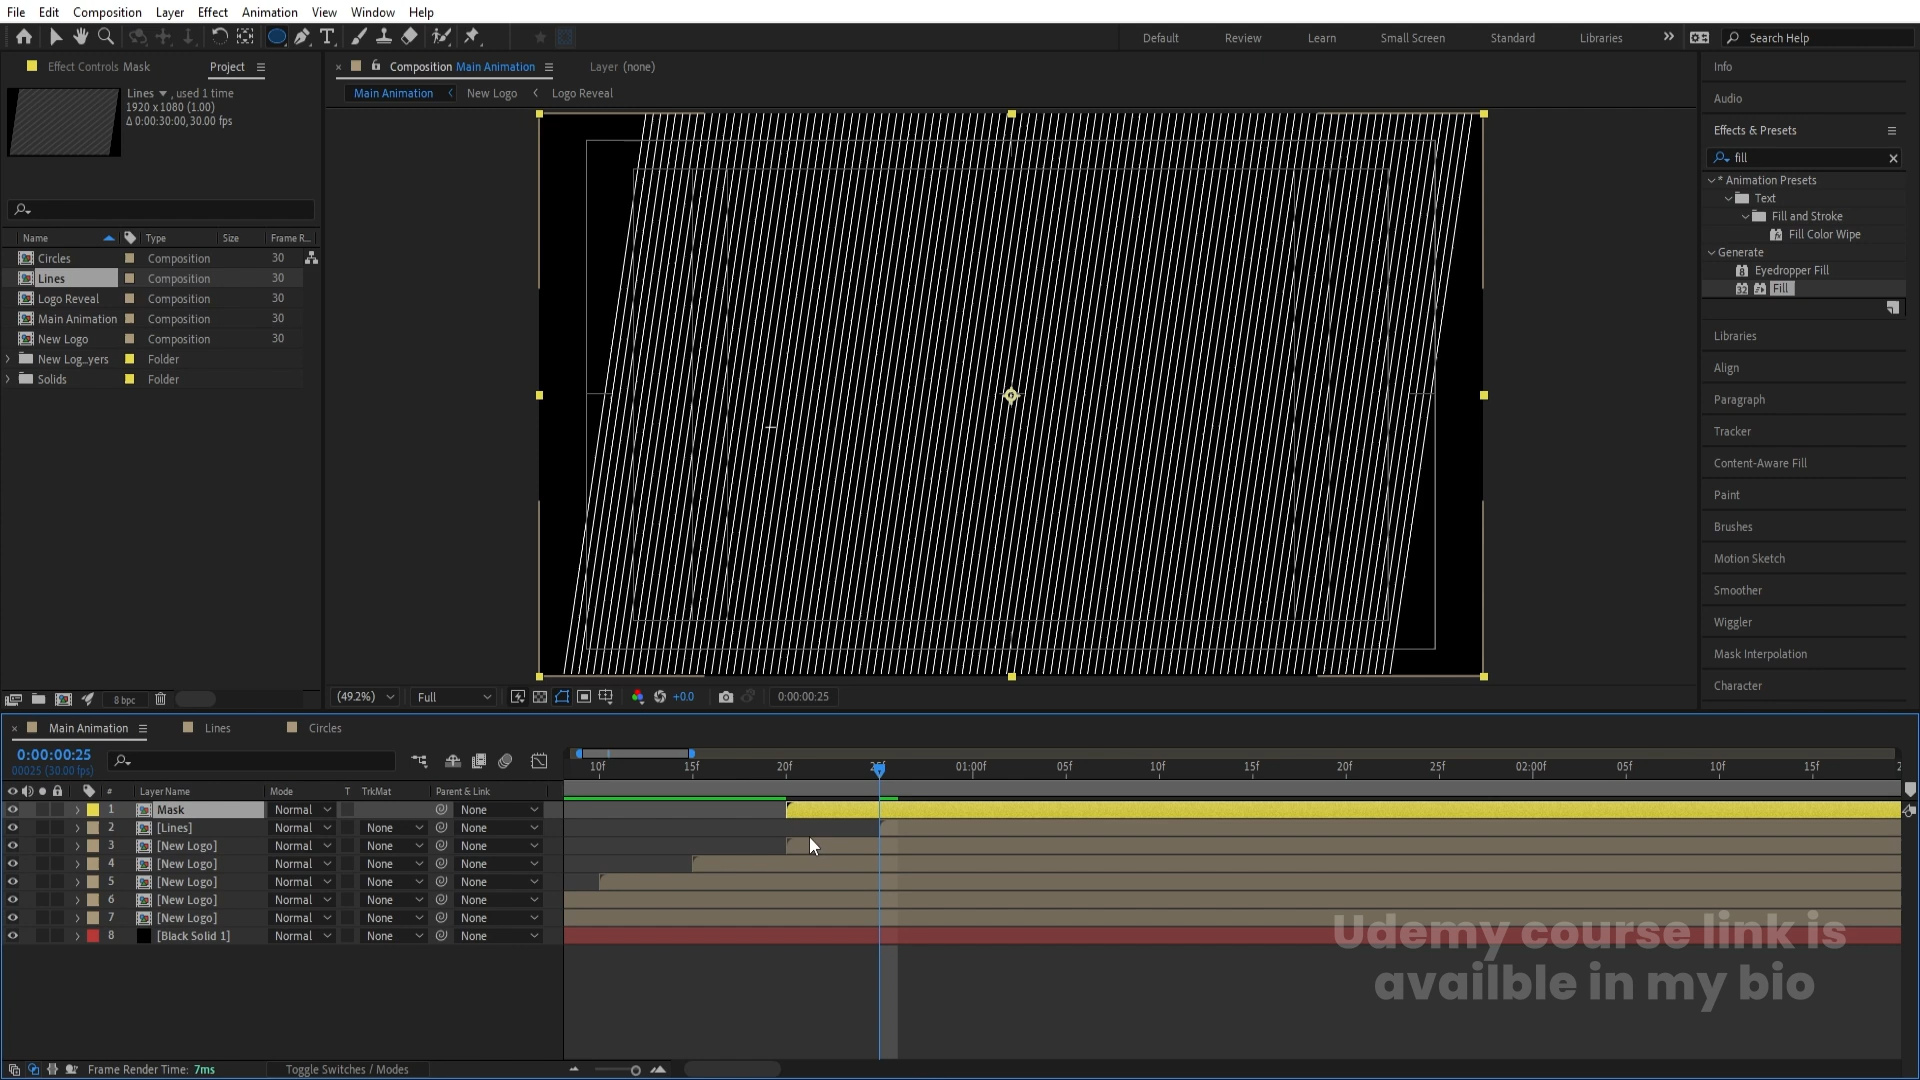 File Edit Composition Layer Effect Animation View Window Help
Default Review Learn Small Screen Standard Libraries Search Help
Effect Controls Mask Project
Composition Main Animation Layer (none)
Main Animation New Logo Logo Reveal
Lines , used 1 time
1920 x 1080 (1.00)
Δ 0:00:30:00, 30.00 fps
Name Type Size Frame R...
Circles Composition 30
Lines Composition 30
Logo Reveal Composition 30
Main Animation Composition 30
New Logo Composition 30
New Log...yers Folder
Solids Folder
8 bpc
(49.2%) Full +0.0 0:00:00:25
Info
Audio
Effects & Presets
fill
* Animation Presets
Text
Fill and Stroke
Fill Color Wipe
Generate
Eyedropper Fill
Fill
Libraries
Align
Paragraph
Tracker
Content-Aware Fill
Paint
Brushes
Motion Sketch
Smoother
Wiggler
Mask Interpolation
Character
Main Animation Lines Circles
0:00:00:25
00025 (30.00 fps)
10f 15f 20f 25f 01:00f 05f 10f 15f 20f 25f 02:00f 05f 10f 15f 2
# Layer Name Mode T TrkMat Parent & Link
1 Mask Normal None
2 [Lines] Normal None None
3 [New Logo] Normal None None
4 [New Logo] Normal None None
5 [New Logo] Normal None None
6 [New Logo] Normal None None
7 [New Logo] Normal None None
8 [Black Solid 1] Normal None None
Udemy course link is
availble in my bio
Frame Render Time: 7ms Toggle Switches / Modes